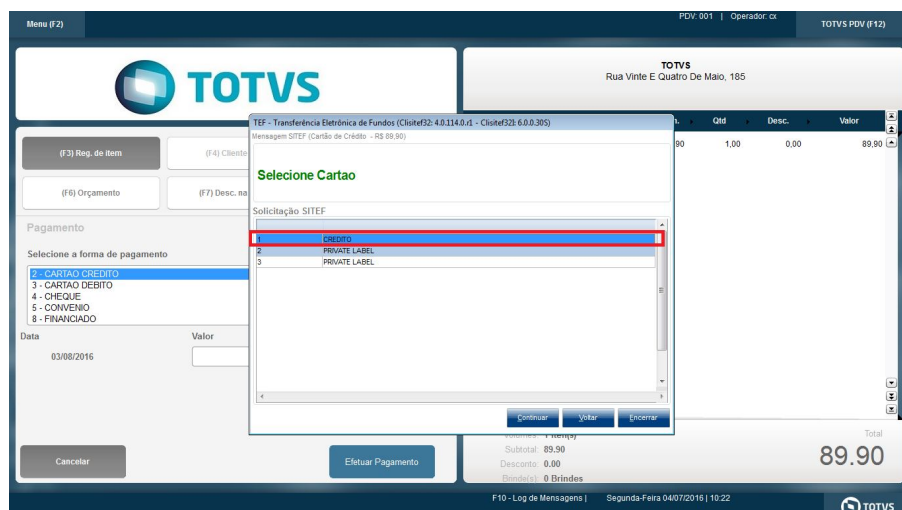 Menu (F2)
PDV: 001 | Operador: cx
TOTVS PDV (F12)
TOTVS
TOTVS
Rua Vinte E Quatro De Maio, 185
TEF - Transferência Eletrônica de Fundos (Clisitef32: 4.0.114.0.r1 - Clisitef32I: 6.0.0.30S)
Mensagem SITEF (Cartão de Crédito - R$ 89,90)
Selecione Cartao
Qtd Desc. Valor
90 1,00 0,00 89,90
(F3) Reg. de item
(F4) Cliente
(F6) Orçamento
(F7) Desc. na
Solicitação SITEF
1 CREDITO
2 PRIVATE LABEL
3 PRIVATE LABEL
Pagamento
Selecione a forma de pagamento
2 - CARTAO CREDITO
3 - CARTAO DEBITO
4 - CHEQUE
5 - CONVENIO
8 - FINANCIADO
Data Valor
03/08/2016
Continuar Voltar Encerrar
Cancelar
Efetuar Pagamento
Volumes: 1 Item(s)
Subtotal: 89.90
Desconto: 0.00
Brinde(s): 0 Brindes
Total
89.90
F10 - Log de Mensagens | Segunda-Feira 04/07/2016 | 10:22
TOTVS